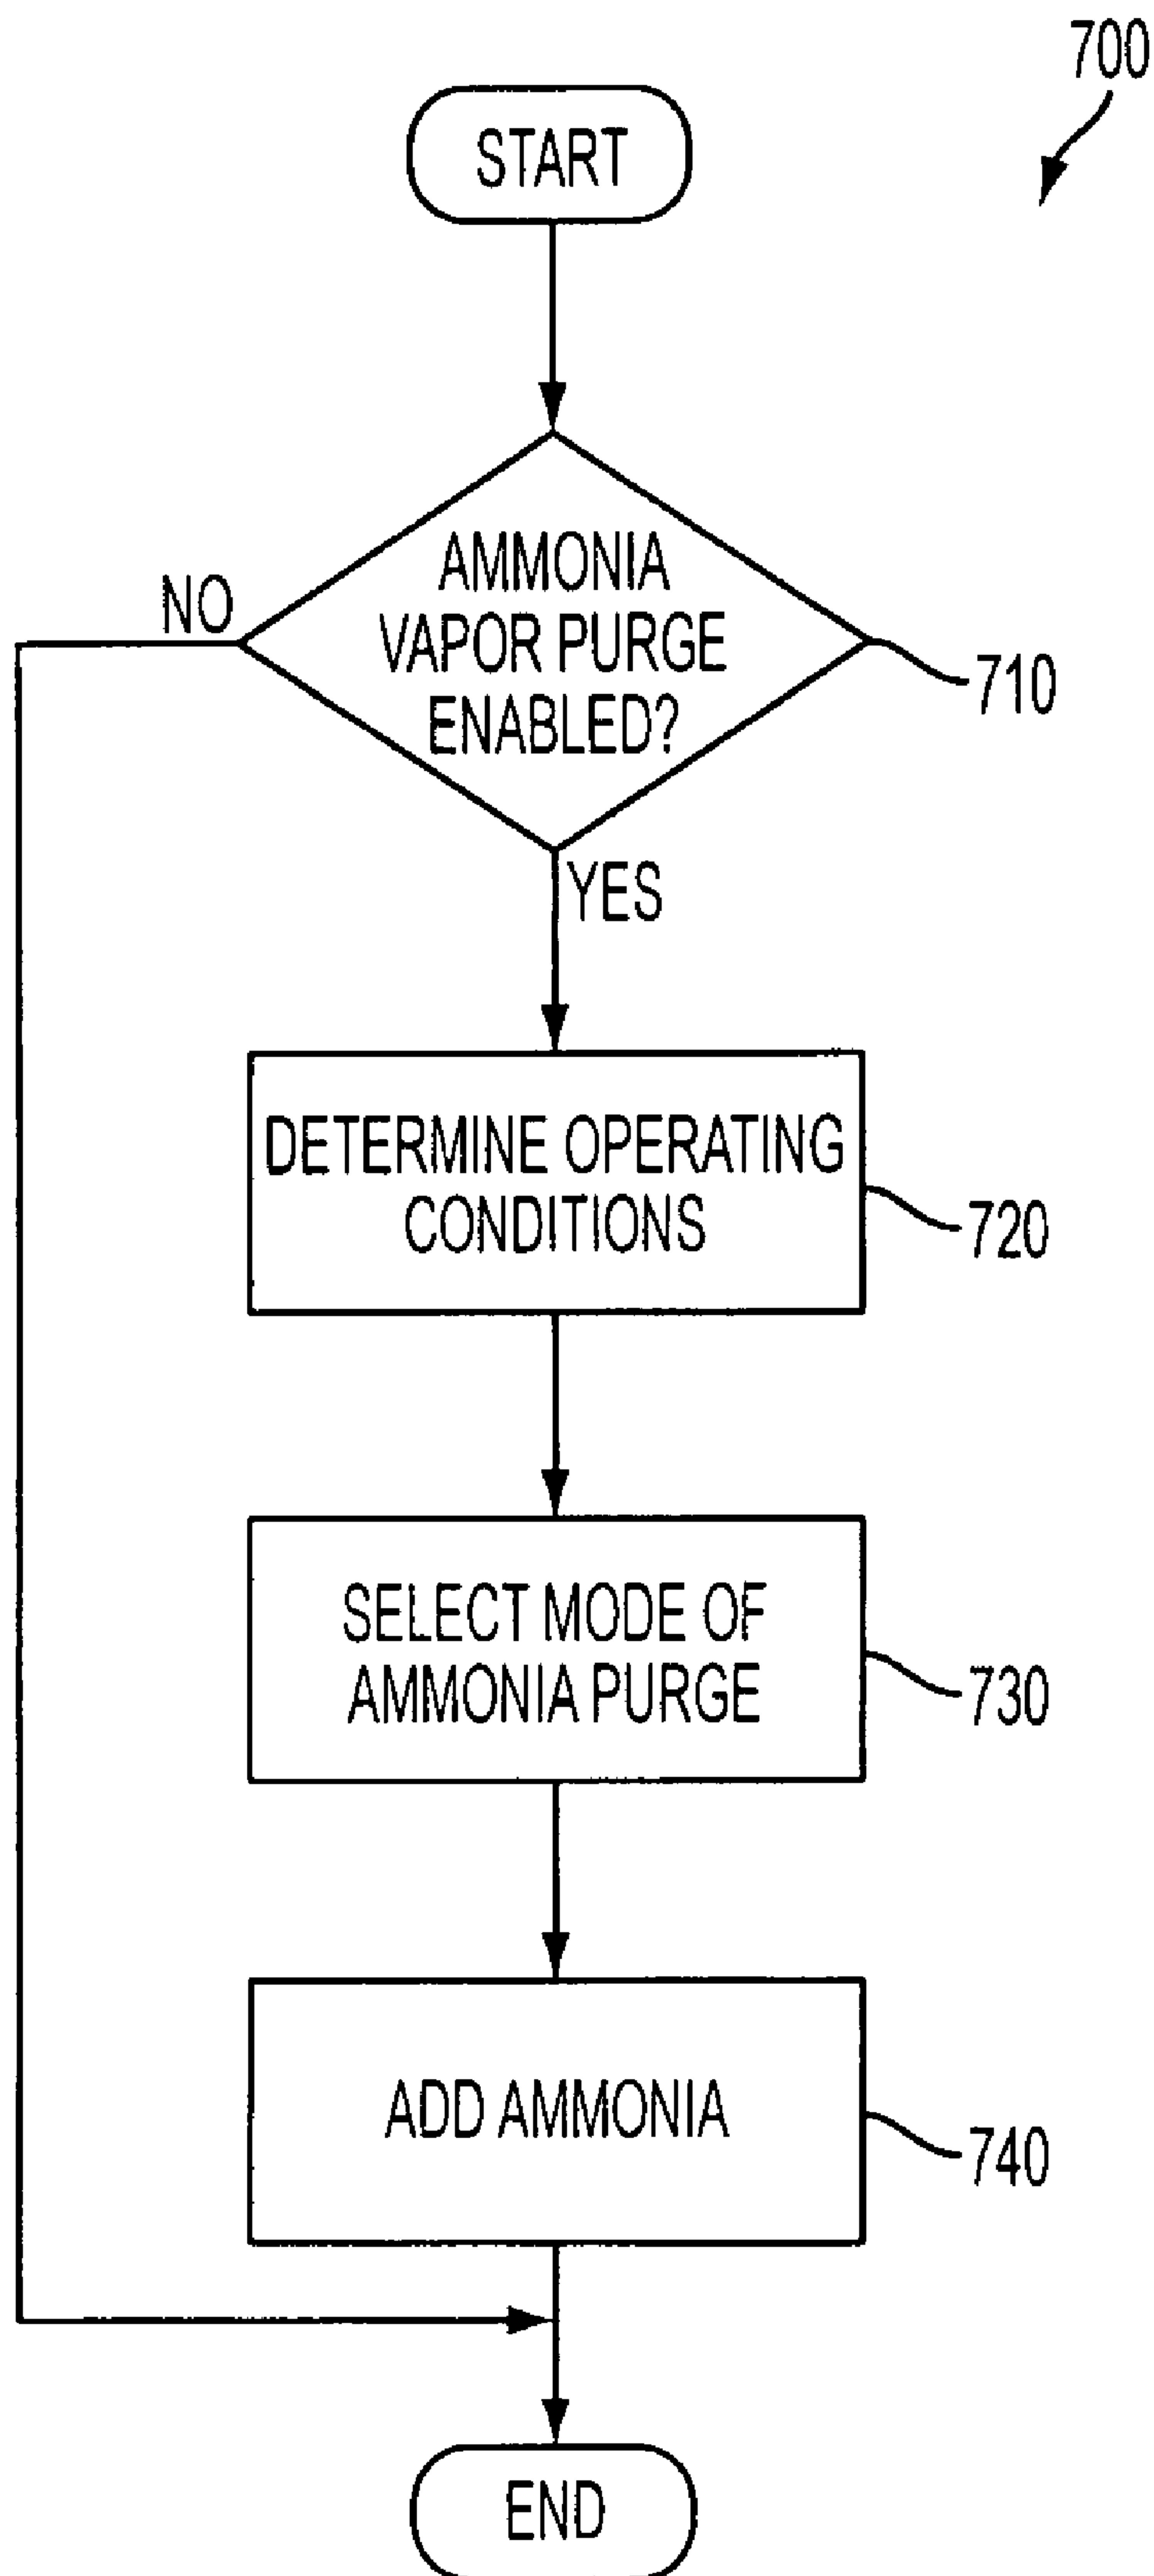 700
START
AMMONIA
VAPOR PURGE
ENABLED?
NO
710
YES
DETERMINE OPERATING
CONDITIONS
720
SELECT MODE OF
AMMONIA PURGE
730
ADD AMMONIA
740
END